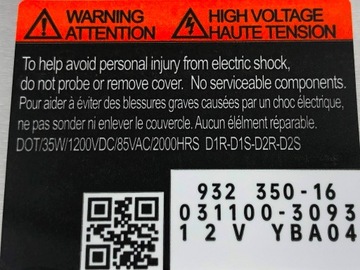 WARNING HIGH VOLTAGE
ATTENTION HAUTE TENSION
To help avoid personal injury from electric shock,
do not probe or remove cover. No serviceable components.
Pour aider à éviter des blessures graves causées par un choc électrique,
ne pas sonder ni enlever le couvercle. Aucun élélment réparable.
DOT/35W/1200VDC/85VAC/2000HRS D1R-D1S-D2R-D2S
932 350-16
031100-3093
12V YBA04